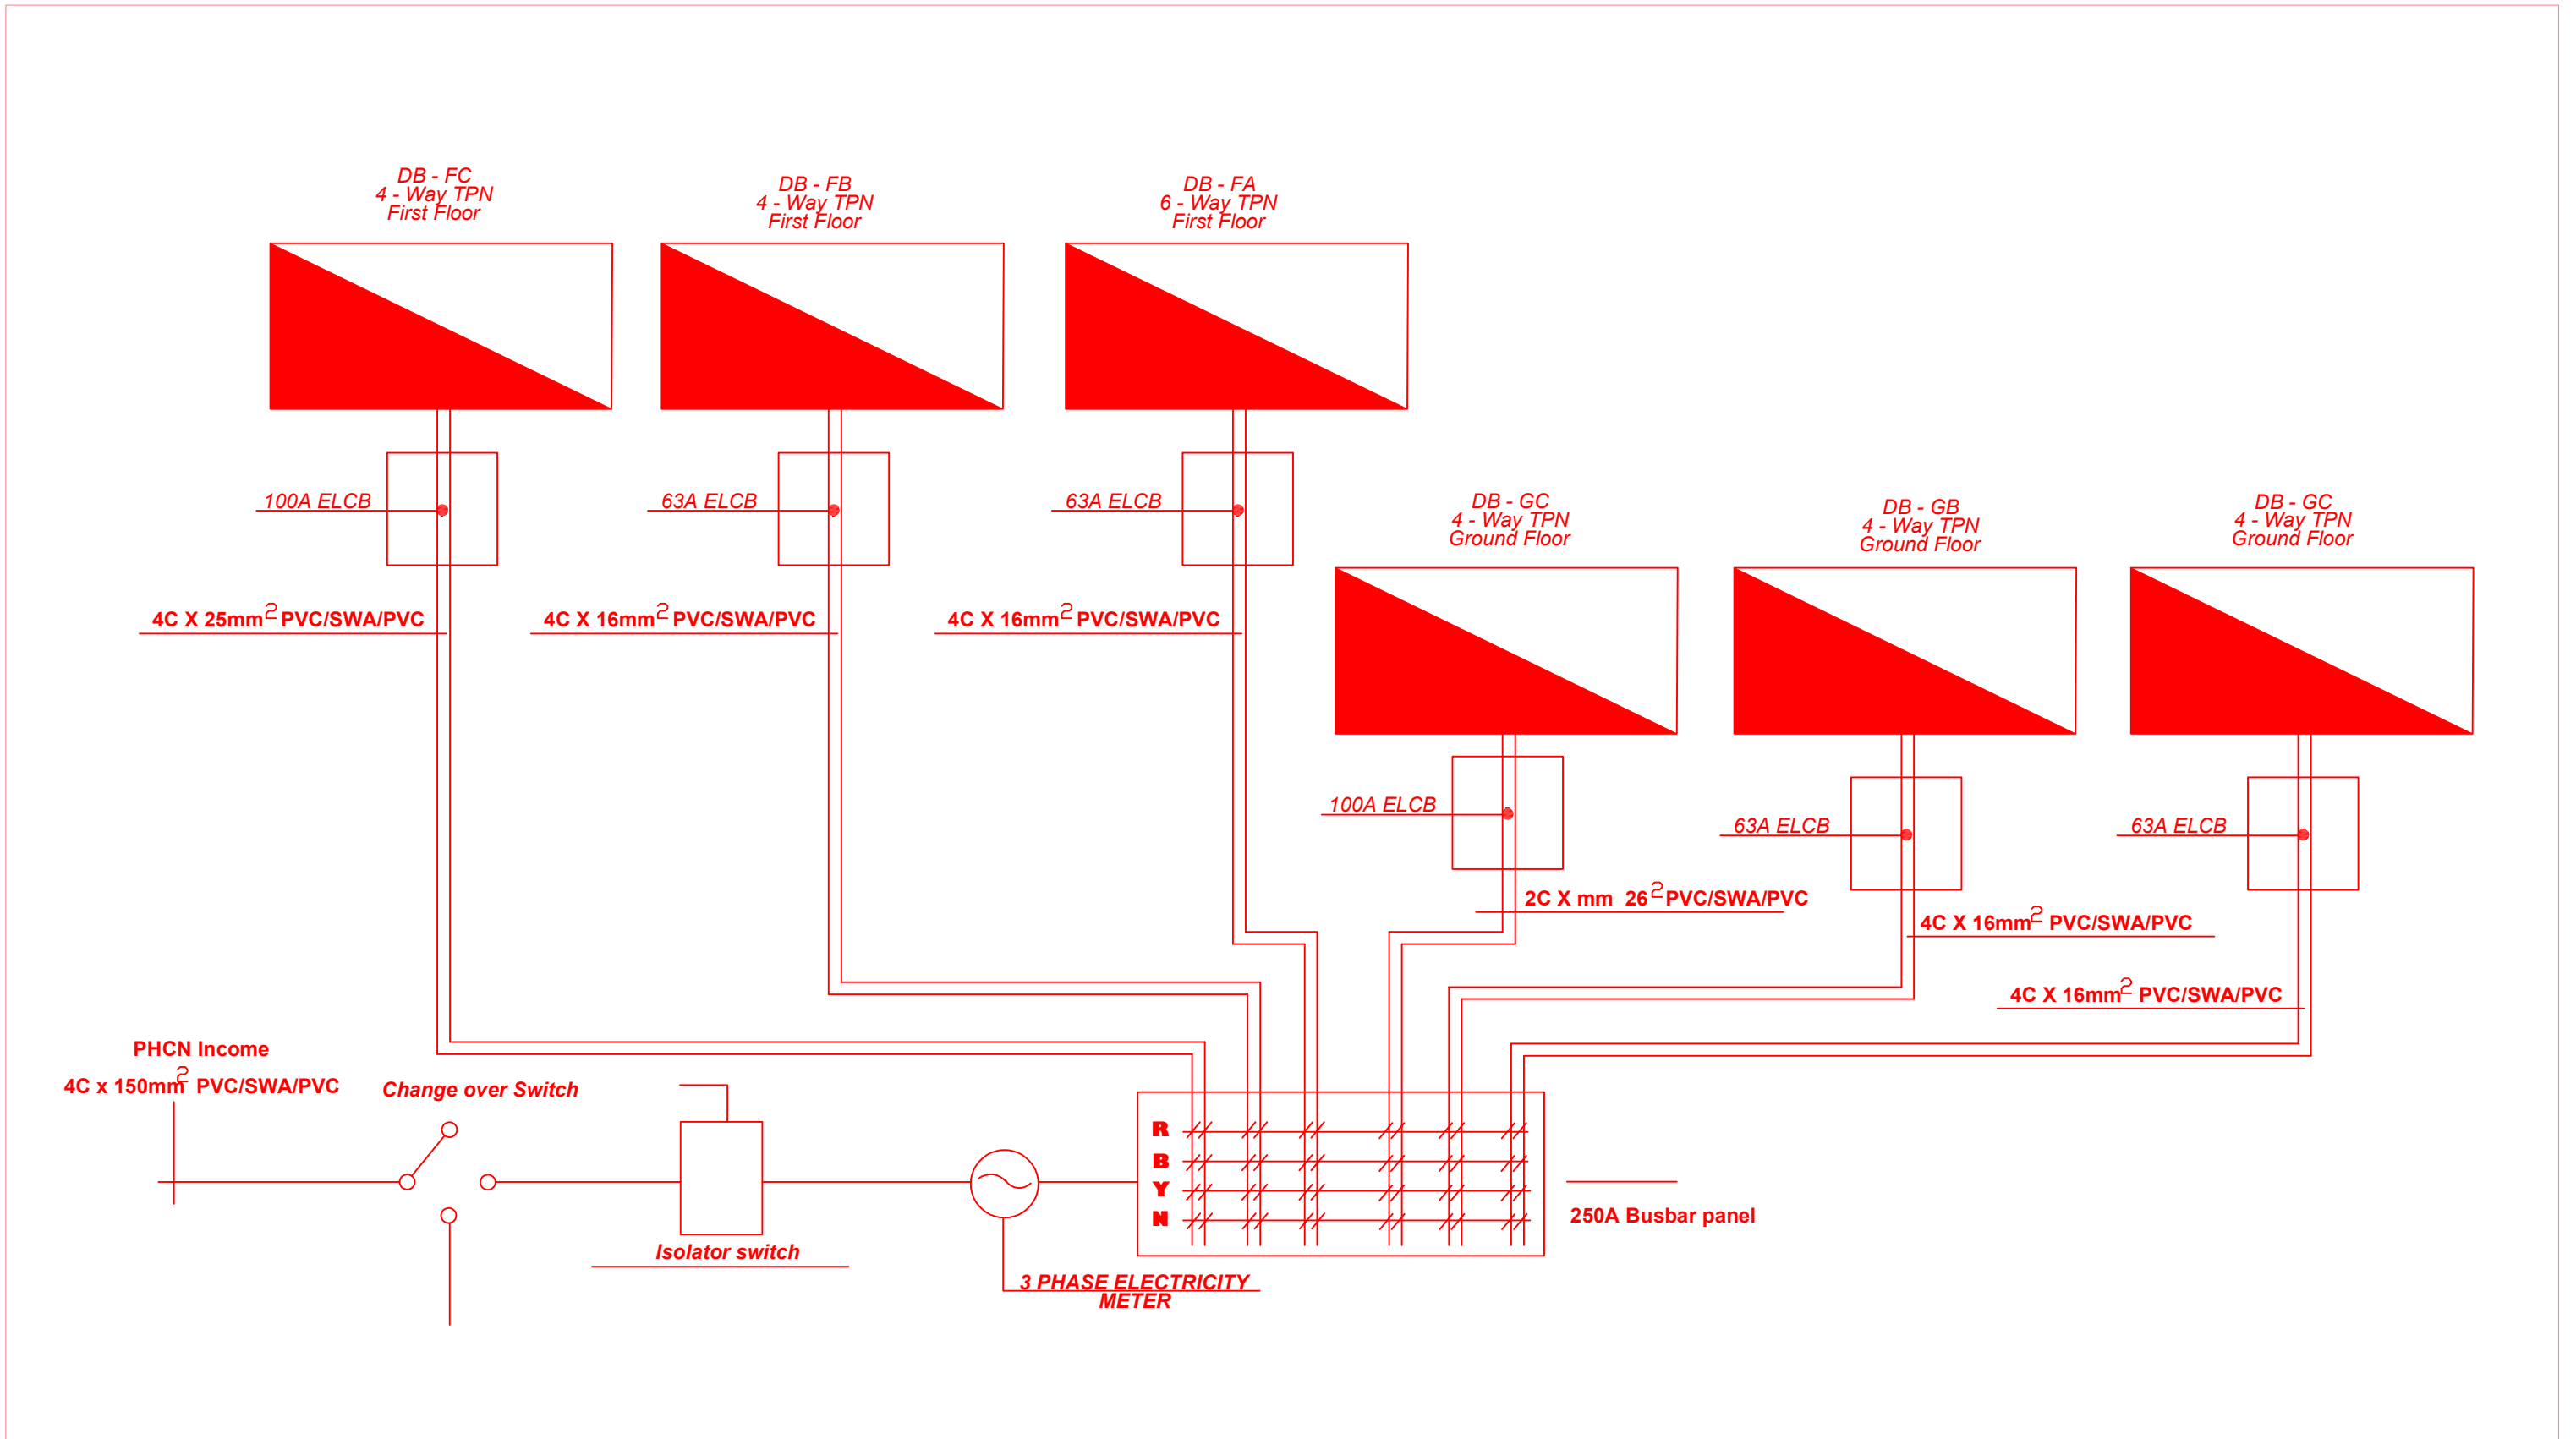 DB - FC
4 - Way TPN
First Floor
DB - FB
4 - Way TPN
First Floor
DB - FA
6 - Way TPN
First Floor
100A ELCB
63A ELCB
63A ELCB
DB - GC
4 - Way TPN
Ground Floor
DB - GB
4 - Way TPN
Ground Floor
DB - GC
4 - Way TPN
Ground Floor
4C X 25mm² PVC/SWA/PVC
4C X 16mm² PVC/SWA/PVC
4C X 16mm² PVC/SWA/PVC
100A ELCB
63A ELCB
63A ELCB
2C X mm 26² PVC/SWA/PVC
4C X 16mm² PVC/SWA/PVC
4C X 16mm² PVC/SWA/PVC
PHCN Income
4C x 150mm² PVC/SWA/PVC
Change over Switch
Isolator switch
3 PHASE ELECTRICITY
METER
R
B
Y
N
250A Busbar panel